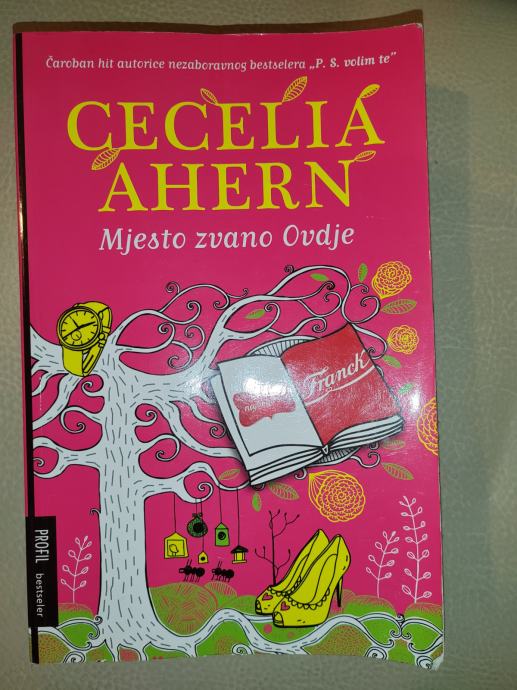 Čaroban hit autorice nezaboravnog bestselera „P. S. volim te"
CECELIA
AHERN
Mjesto zvano Ovdje
Franck
PROFIL
bestseler